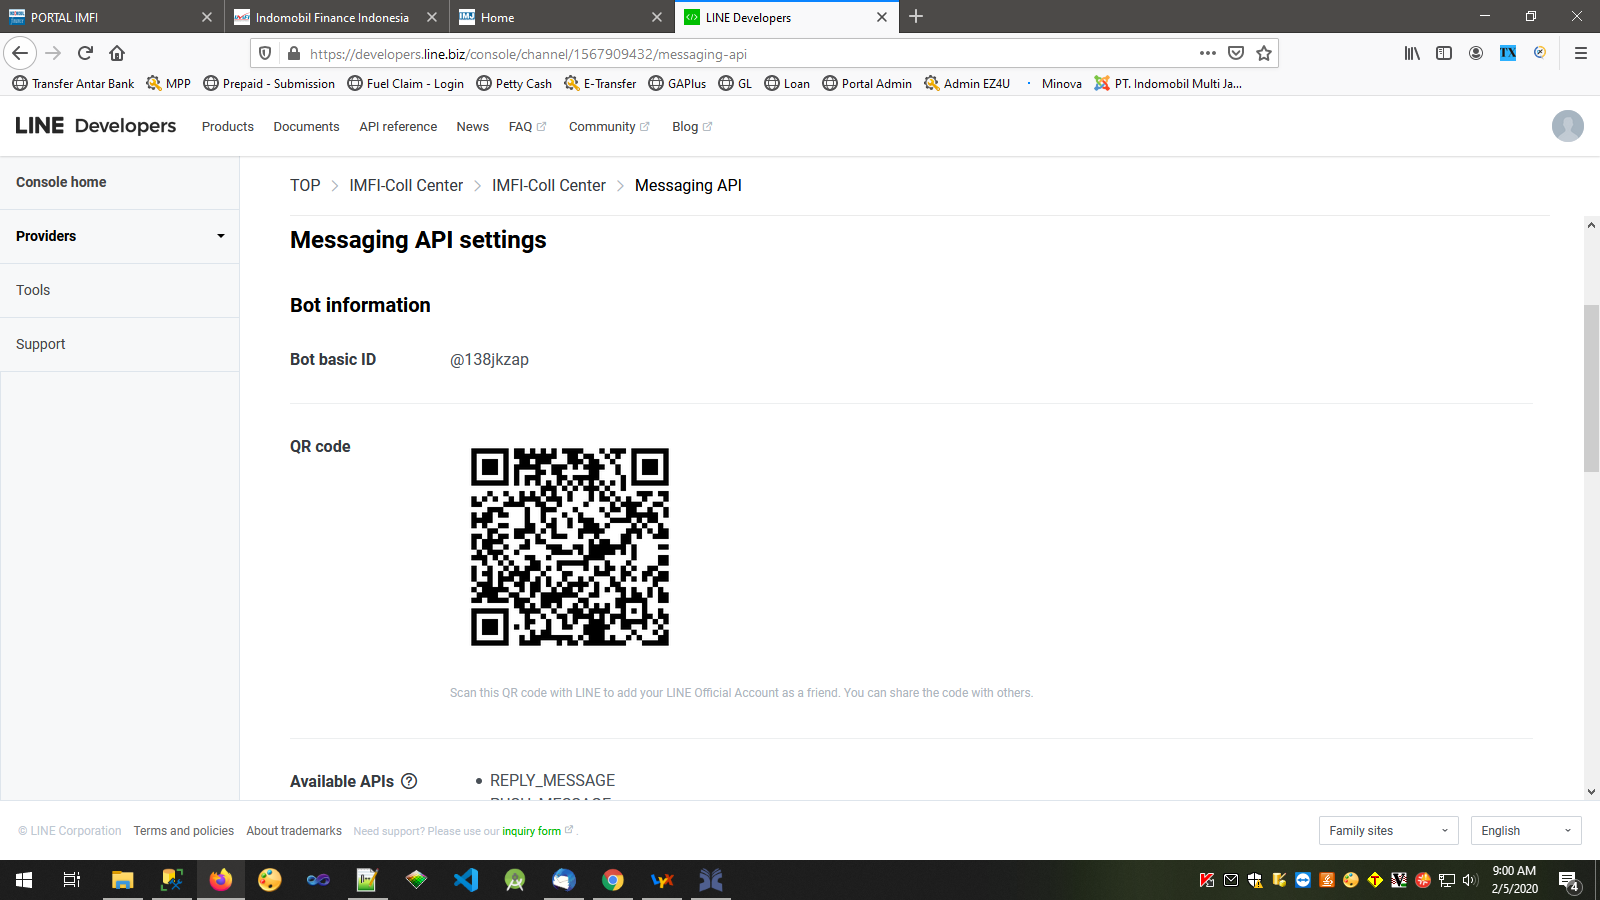 PORTAL IMFI
Indomobil Finance Indonesia
Home
LINE Developers
https://developers.line.biz/console/channel/1567909432/messaging-api
Transfer Antar Bank
MPP
Prepaid - Submission
Fuel Claim - Login
Petty Cash
E-Transfer
GAPlus
GL
Loan
Portal Admin
Admin EZ4U
Minova
PT. Indomobil Multi Ja...
LINE Developers
Products
Documents
API reference
News
FAQ
Community
Blog
Console home
Providers
Tools
Support
TOP > IMFI-Coll Center > IMFI-Coll Center > Messaging API
Messaging API settings
Bot information
Bot basic ID
@138jkzap
QR code
Scan this QR code with LINE to add your LINE Official Account as a friend. You can share the code with others.
Available APIs
• REPLY_MESSAGE
© LINE Corporation
Terms and policies
About trademarks
Need support? Please use our inquiry form .
Family sites
English
9:00 AM
2/5/2020
4